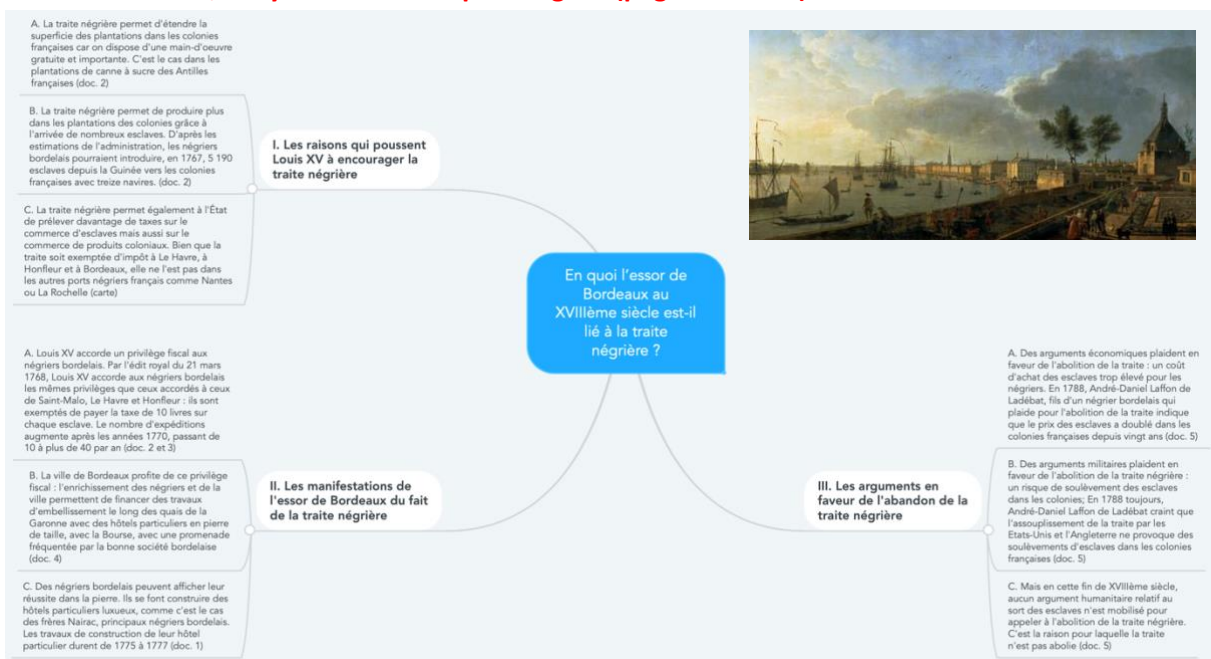 A. La traite négrière permet d'étendre la
superficie des plantations dans les colonies
françaises car on dispose d'une main-d'oeuvre
gratuite et importante. C'est le cas dans les
plantations de canne à sucre des Antilles
françaises (doc. 2)
B. La traite négrière permet de produire plus
dans les plantations des colonies grâce à
l'arrivée de nombreux esclaves. D'après les
estimations de l'administration, les négriers
bordelais pourraient introduire, en 1767, 5 190
esclaves depuis la Guinée vers les colonies
françaises avec treize navires. (doc. 2)
C. La traite négrière permet également à l'État
de prélever davantage de taxes sur le
commerce d'esclaves mais aussi sur le
commerce de produits coloniaux. Bien que la
traite soit exemptée d'impôt à Le Havre, à
Honfleur et à Bordeaux, elle ne l'est pas dans
les autres ports négriers français comme Nantes
ou La Rochelle (carte)
I. Les raisons qui poussent
Louis XV à encourager la
traite négrière
En quoi l'essor de
Bordeaux au
XVIIIème siècle est-il
lié à la traite
négrière ?
A. Louis XV accorde un privilège fiscal aux
négriers bordelais. Par l'édit royal du 21 mars
1768, Louis XV accorde aux négriers bordelais
les mêmes privilèges que ceux accordés à ceux
de Saint-Malo, Le Havre et Honfleur : ils sont
exemptés de payer la taxe de 10 livres sur
chaque esclave. Le nombre d'expéditions
augmente après les années 1770, passant de
10 à plus de 40 par an (doc. 2 et 3)
B. La ville de Bordeaux profite de ce privilège
fiscal : l'enrichissement des négriers et de la
ville permettent de financer des travaux
d'embellissement le long des quais de la
Garonne avec des hôtels particuliers en pierre
de taille, avec la Bourse, avec une promenade
fréquentée par la bonne société bordelaise
(doc. 4)
C. Des négriers bordelais peuvent afficher leur
réussite dans la pierre. Ils se font construire des
hôtels particuliers luxueux, comme c'est le cas
des frères Nairac, principaux négriers bordelais.
Les travaux de construction de leur hôtel
particulier durent de 1775 à 1777 (doc. 1)
II. Les manifestations de
l'essor de Bordeaux du fait
de la traite négrière
III. Les arguments en
faveur de l'abandon de la
traite négrière
A. Des arguments économiques plaident en
faveur de l'abolition de la traite : un coût
d'achat des esclaves trop élevé pour les
négriers. En 1788, André-Daniel Laffon de
Ladébat, fils d'un négrier bordelais qui
plaide pour l'abolition de la traite indique
que le prix des esclaves a doublé dans les
colonies françaises depuis vingt ans (doc. 5)
B. Des arguments militaires plaident en
faveur de l'abolition de la traite négrière :
un risque de soulèvement des esclaves
dans les colonies; En 1788 toujours,
André-Daniel Laffon de Ladébat craint que
l'assouplissement de la traite par les
Etats-Unis et l'Angleterre ne provoque des
soulèvements d'esclaves dans les colonies
françaises (doc. 5)
C. Mais en cette fin de XVIIIème siècle,
aucun argument humanitaire relatif au
sort des esclaves n'est mobilisé pour
appeler à l'abolition de la traite négrière.
C'est la raison pour laquelle la traite
n'est pas abolie (doc. 5)